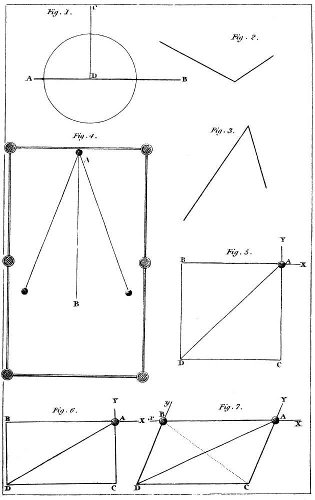 Fig. 1.
C
A
D
B
Fig. 2.
Fig. 3.
Fig. 4.
A
B
Fig. 5.
Y
B
A
X
D
C
Fig. 6.
Y
B
A
X
D
C
Fig. 7.
y
Y
x
B
A
X
D
C